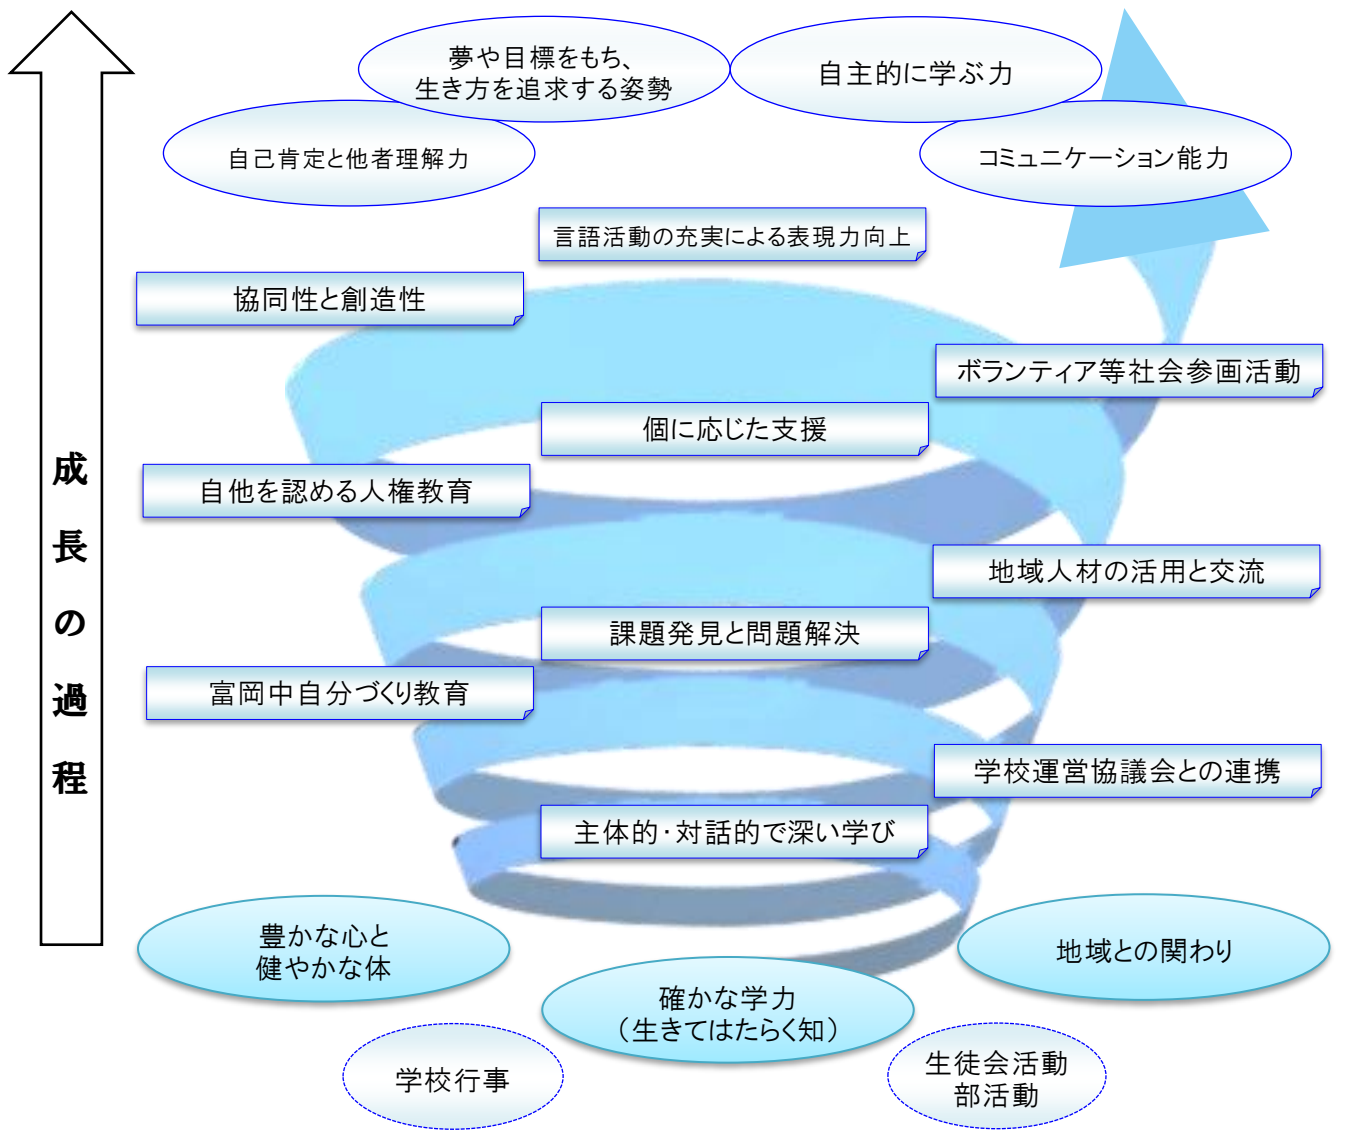 夢や目標をもち、
生き方を追求する姿勢
自主的に学ぶ力
自己肯定と他者理解力
コミュニケーション能力
言語活動の充実による表現力向上
協同性と創造性
ボランティア等社会参画活動
個に応じた支援
自他を認める人権教育
地域人材の活用と交流
課題発見と問題解決
富岡中自分づくり教育
学校運営協議会との連携
主体的・対話的で深い学び
豊かな心と
健やかな体
地域との関わり
確かな学力
（生きてはたらく知）
学校行事
生徒会活動
部活動
成長の過程